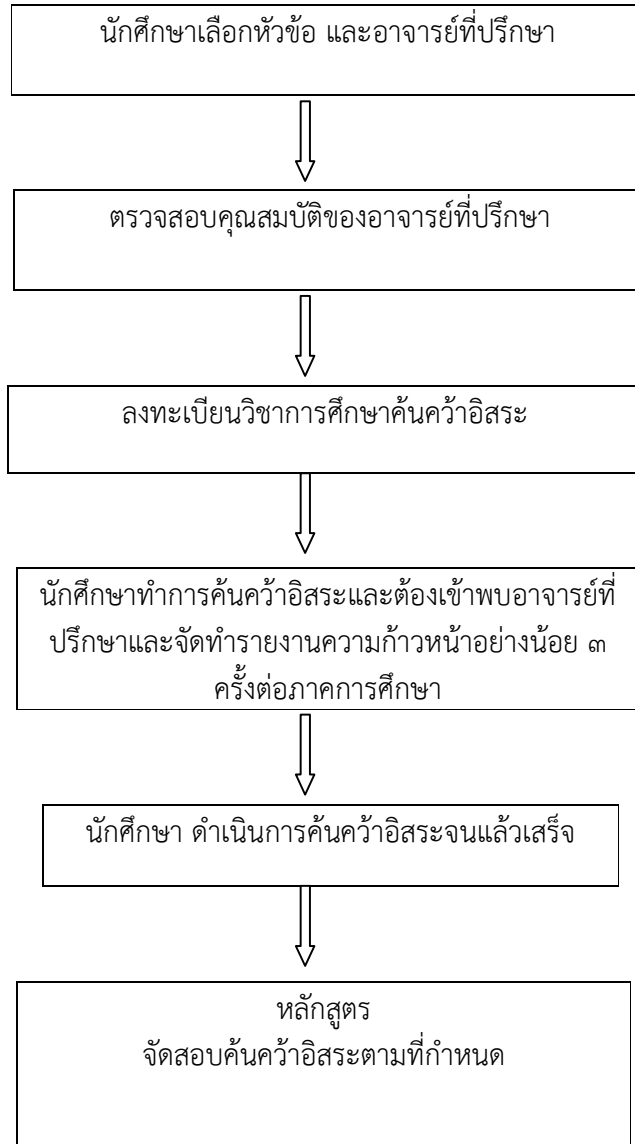 นักศึกษาเลือกหัวข้อ และอาจารย์ที่ปรึกษา
ตรวจสอบคุณสมบัติของอาจารย์ที่ปรึกษา
ลงทะเบียนวิชาการศึกษาค้นคว้าอิสระ
นักศึกษาทำการค้นคว้าอิสระและต้องเข้าพบอาจารย์ที่
ปรึกษาและจัดทำรายงานความก้าวหน้าอย่างน้อย ๓
ครั้งต่อภาคการศึกษา
นักศึกษา ดำเนินการค้นคว้าอิสระจนแล้วเสร็จ
หลักสูตร
จัดสอบค้นคว้าอิสระตามที่กำหนด